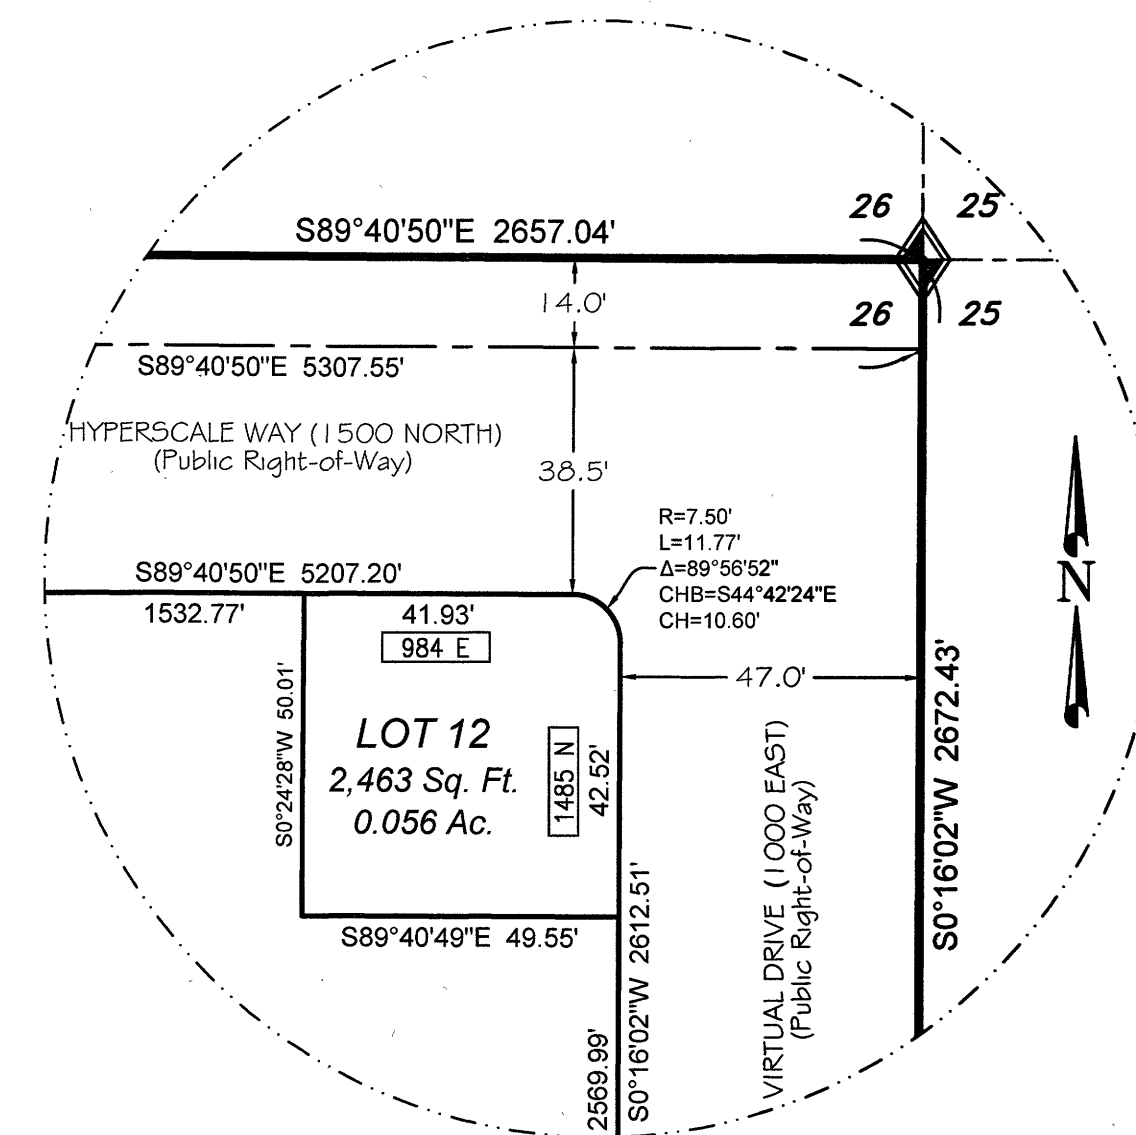 26 25
S89°40'50"E 2657.04'
14.0'
26 25
S89°40'50"E 5307.55'
HYPERSCALE WAY (1500 NORTH)
(Public Right-of-Way)
38.5'
R=7.50'
L=11.77'
Δ=89°56'52"
CHB=S44°42'24"E
CH=10.60'
N
S89°40'50"E 5207.20'
1532.77'
41.93'
984 E
47.0'
S0°24'28"W 50.01'
LOT 12
2,463 Sq. Ft.
0.056 Ac.
1485 N
42.52'
S0°16'02"W 2672.43'
VIRTUAL DRIVE (1000 EAST)
(Public Right-of-Way)
S89°40'49"E 49.55'
S0°16'02"W 2612.51'
2569.99'